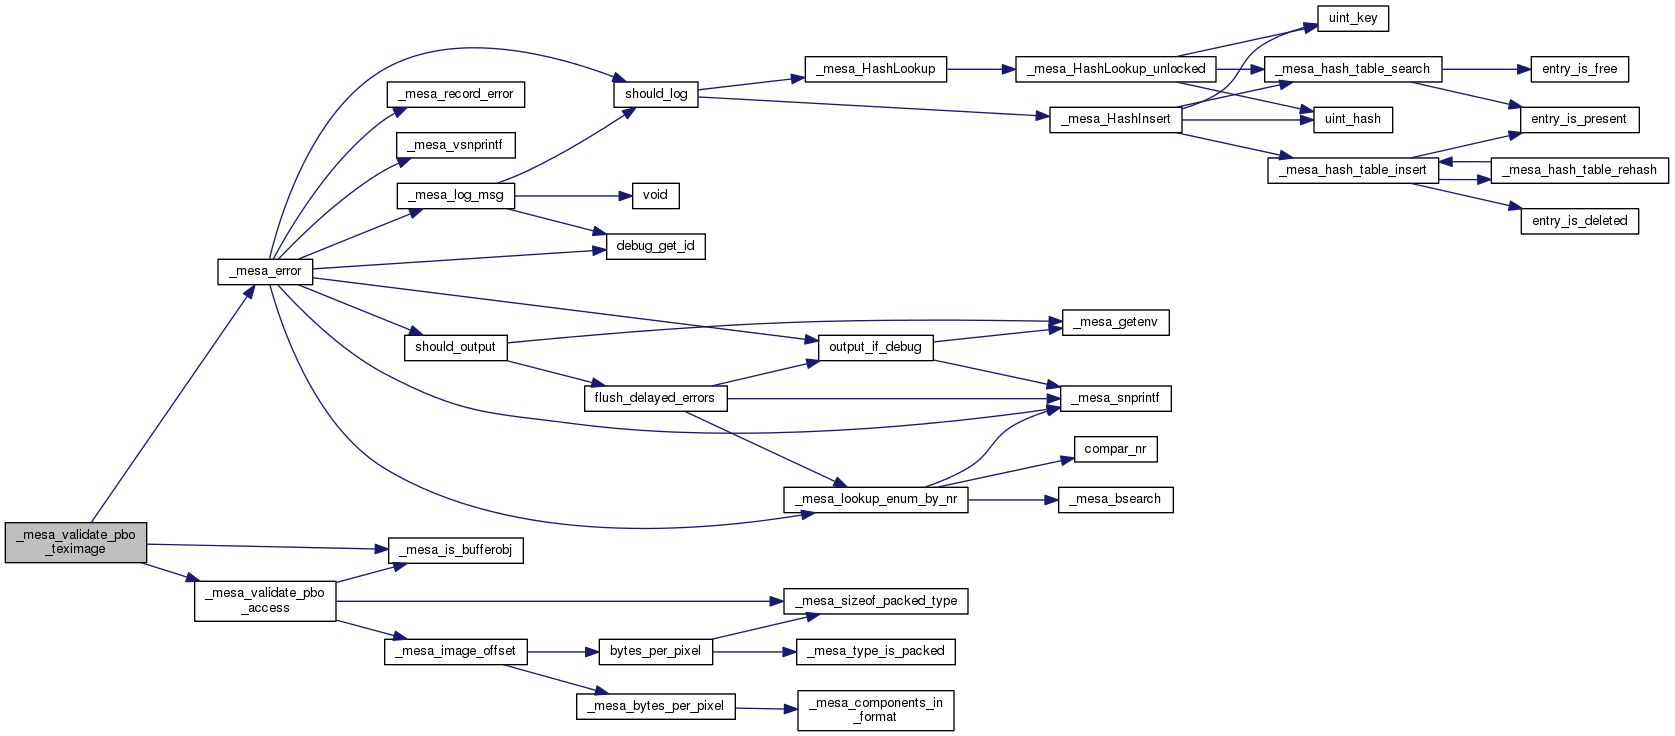 _mesa_validate_pbo
_teximage
_mesa_error
_mesa_is_bufferobj
_mesa_validate_pbo
_access
_mesa_record_error
_mesa_vsnprintf
_mesa_log_msg
should_output
_mesa_image_offset
should_log
void
debug_get_id
flush_delayed_errors
bytes_per_pixel
_mesa_bytes_per_pixel
_mesa_HashLookup
output_if_debug
_mesa_lookup_enum_by_nr
_mesa_sizeof_packed_type
_mesa_type_is_packed
_mesa_components_in
_format
_mesa_HashLookup_unlocked
_mesa_HashInsert
_mesa_getenv
_mesa_snprintf
compar_nr
_mesa_bsearch
uint_key
_mesa_hash_table_search
uint_hash
_mesa_hash_table_insert
entry_is_free
entry_is_present
_mesa_hash_table_rehash
entry_is_deleted